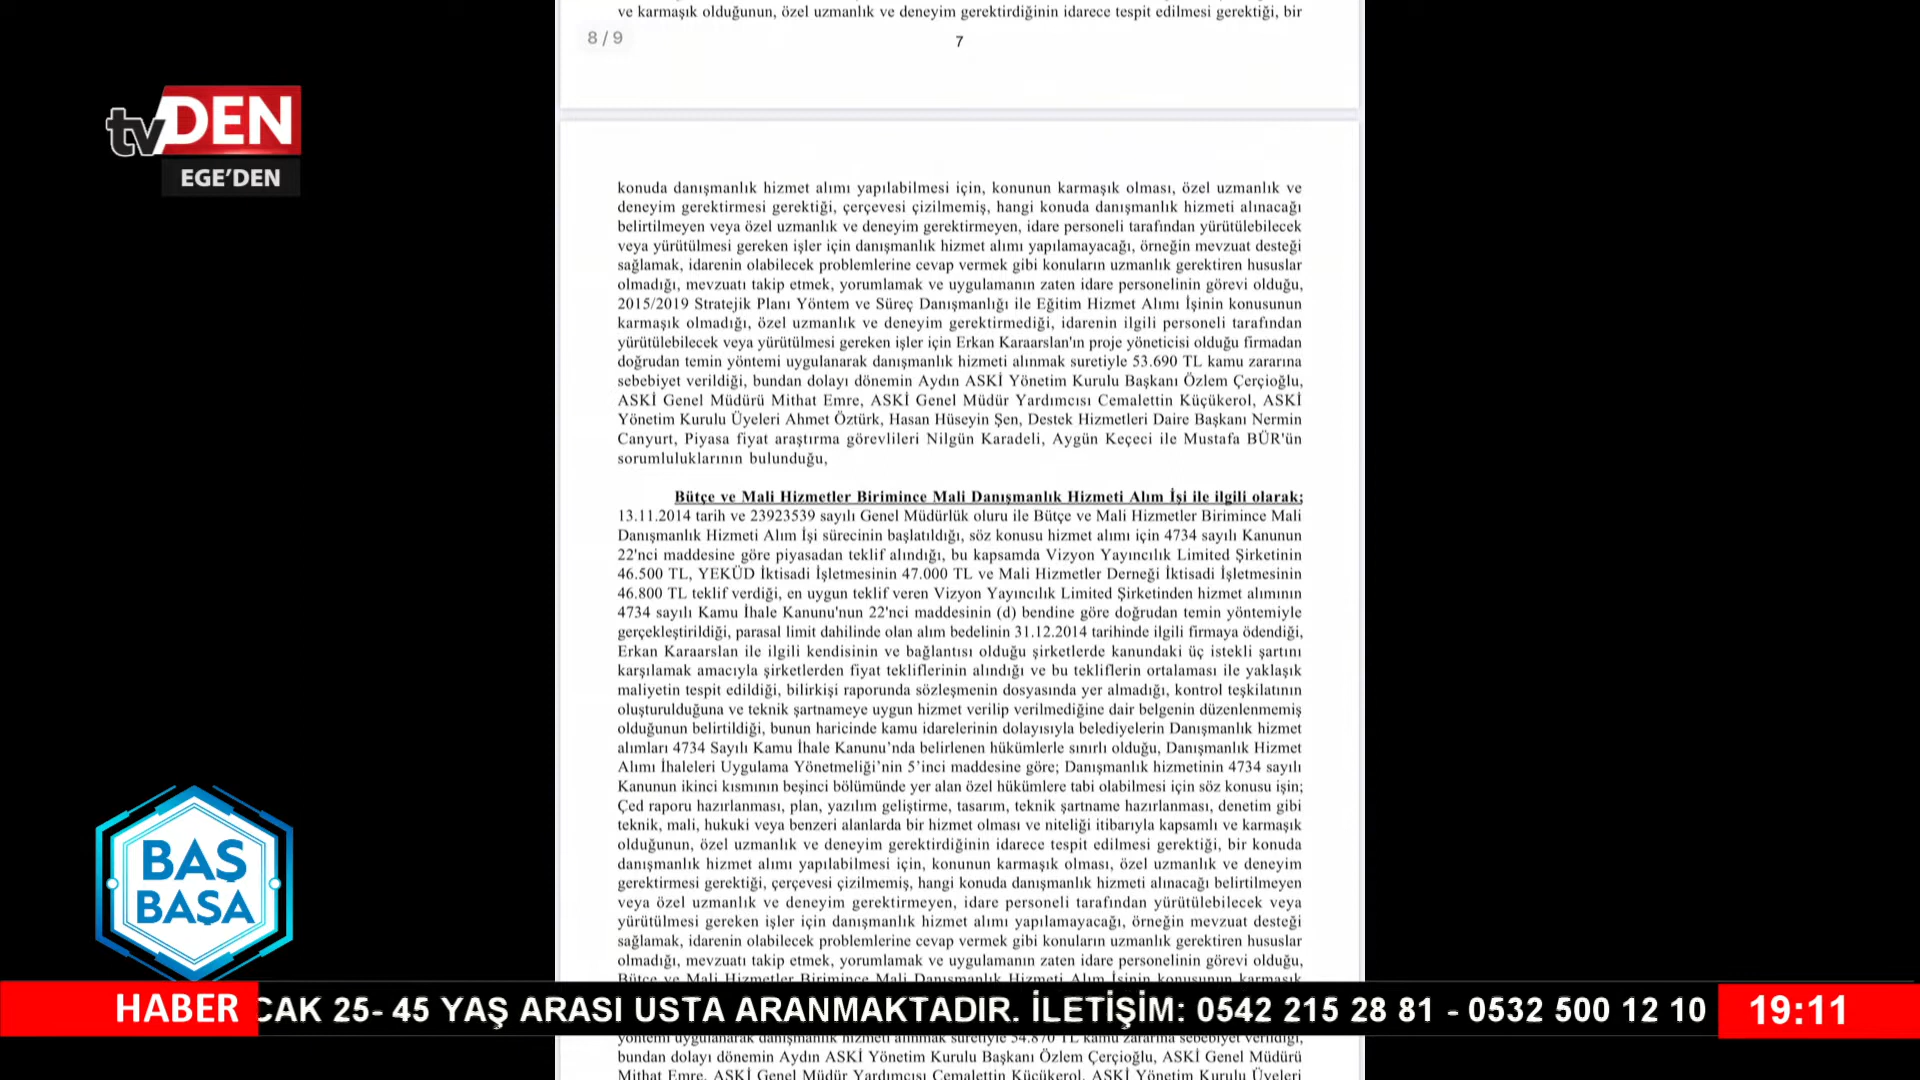 ve karmaşık olduğunun, özel uzmanlık ve deneyim gerektirdiğinin idarece tespit edilmesi gerektiği, bir
8 / 9
7
tvDEN
EGE'DEN
konuda danışmanlık hizmet alımı yapılabilmesi için, konunun karmaşık olması, özel uzmanlık ve
deneyim gerektirmesi gerektiği, çerçevesi çizilmemiş, hangi konuda danışmanlık hizmeti alınacağı
belirtilmeyen veya özel uzmanlık ve deneyim gerektirmeyen, idare personeli tarafından yürütülebilecek
veya yürütülmesi gereken işler için danışmanlık hizmet alımı yapılamayacağı, örneğin mevzuat desteği
sağlamak, idarenin olabilecek problemlerine cevap vermek gibi konuların uzmanlık gerektiren hususlar
olmadığı, mevzuatı takip etmek, yorumlamak ve uygulamanın zaten idare personelinin görevi olduğu,
2015/2019 Stratejik Planı Yöntem ve Süreç Danışmanlığı ile Eğitim Hizmet Alımı İşinin konusunun
karmaşık olmadığı, özel uzmanlık ve deneyim gerektirmediği, idarenin ilgili personeli tarafından
yürütülebilecek veya yürütülmesi gereken işler için Erkan Karaarslan'ın proje yöneticisi olduğu firmadan
doğrudan temin yöntemi uygulanarak danışmanlık hizmeti alınmak suretiyle 53.690 TL kamu zararına
sebebiyet verildiği, bundan dolayı dönemin Aydın ASKİ Yönetim Kurulu Başkanı Özlem Çerçioğlu,
ASKİ Genel Müdürü Mithat Emre, ASKİ Genel Müdür Yardımcısı Cemalettin Küçükerol, ASKİ
Yönetim Kurulu Üyeleri Ahmet Öztürk, Hasan Hüseyin Şen, Destek Hizmetleri Daire Başkanı Nermin
Canyurt, Piyasa fiyat araştırma görevlileri Nilgün Karadeli, Aygün Keçeci ile Mustafa BÜR'ün
sorumluluklarının bulunduğu,
Bütçe ve Mali Hizmetler Birimince Mali Danışmanlık Hizmeti Alım İşi ile ilgili olarak;
13.11.2014 tarih ve 23923539 sayılı Genel Müdürlük oluru ile Bütçe ve Mali Hizmetler Birimince Mali
Danışmanlık Hizmeti Alım İşi sürecinin başlatıldığı, söz konusu hizmet alımı için 4734 sayılı Kanunun
22'nci maddesine göre piyasadan teklif alındığı, bu kapsamda Vizyon Yayıncılık Limited Şirketinin
46.500 TL, YEKÜD İktisadi İşletmesinin 47.000 TL ve Mali Hizmetler Derneği İktisadi İşletmesinin
46.800 TL teklif verdiği, en uygun teklif veren Vizyon Yayıncılık Limited Şirketinden hizmet alımının
4734 sayılı Kamu İhale Kanunu'nun 22'nci maddesinin (d) bendine göre doğrudan temin yöntemiyle
gerçekleştirildiği, parasal limit dahilinde olan alım bedelinin 31.12.2014 tarihinde ilgili firmaya ödendiği,
Erkan Karaarslan ile ilgili kendisinin ve bağlantısı olduğu şirketlerde kanundaki üç istekli şartını
karşılamak amacıyla şirketlerden fiyat tekliflerinin alındığı ve bu tekliflerin ortalaması ile yaklaşık
maliyetin tespit edildiği, bilirkişi raporunda sözleşmenin dosyasında yer almadığı, kontrol teşkilatının
oluşturulduğuna ve teknik şartnameye uygun hizmet verilip verilmediğine dair belgenin düzenlenmemiş
olduğunun belirtildiği, bunun haricinde kamu idarelerinin dolayısıyla belediyelerin Danışmanlık hizmet
alımları 4734 Sayılı Kamu İhale Kanunu'nda belirlenen hükümlerle sınırlı olduğu, Danışmanlık Hizmet
Alımı İhaleleri Uygulama Yönetmeliği'nin 5'inci maddesine göre; Danışmanlık hizmetinin 4734 sayılı
Kanunun ikinci kısmının beşinci bölümünde yer alan özel hükümlere tabi olabilmesi için söz konusu işin;
Çed raporu hazırlanması, plan, yazılım geliştirme, tasarım, teknik şartname hazırlanması, denetim gibi
teknik, mali, hukuki veya benzeri alanlarda bir hizmet olması ve niteliği itibarıyla kapsamlı ve karmaşık
olduğunun, özel uzmanlık ve deneyim gerektirdiğinin idarece tespit edilmesi gerektiği, bir konuda
danışmanlık hizmet alımı yapılabilmesi için, konunun karmaşık olması, özel uzmanlık ve deneyim
gerektirmesi gerektiği, çerçevesi çizilmemiş, hangi konuda danışmanlık hizmeti alınacağı belirtilmeyen
veya özel uzmanlık ve deneyim gerektirmeyen, idare personeli tarafından yürütülebilecek veya
yürütülmesi gereken işler için danışmanlık hizmet alımı yapılamayacağı, örneğin mevzuat desteği
sağlamak, idarenin olabilecek problemlerine cevap vermek gibi konuların uzmanlık gerektiren hususlar
olmadığı, mevzuatı takip etmek, yorumlamak ve uygulamanın zaten idare personelinin görevi olduğu,
Bütçe ve Mali Hizmetler Birimince Mali Danışmanlık Hizmeti Alım İşinin konusunun karmaşık
BAŞ
BAŞA
HABER
CAK 25- 45 YAŞ ARASI USTA ARANMAKTADIR. İLETİŞİM: 0542 215 28 81 - 0532 500 12 10
19:11
yöntemi uygulanarak danışmanlık hizmeti alınmak suretiyle 54.870 TL kamu zararına sebebiyet verildiği,
bundan dolayı dönemin Aydın ASKİ Yönetim Kurulu Başkanı Özlem Çerçioğlu, ASKİ Genel Müdürü
Mithat Emre, ASKİ Genel Müdür Yardımcısı Cemalettin Küçükerol, ASKİ Yönetim Kurulu Üyeleri